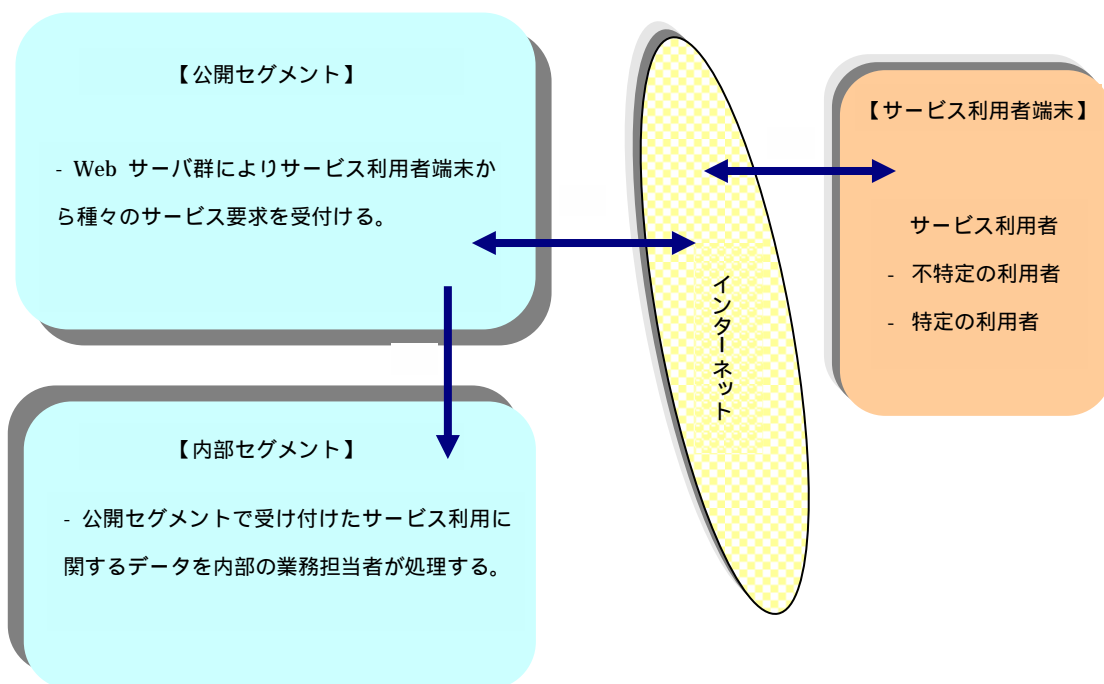 【公開セグメント】
- Web サーバ群によりサービス利用者端末か
ら種々のサービス要求を受付ける。
【内部セグメント】
- 公開セグメントで受け付けたサービス利用に
関するデータを内部の業務担当者が処理する。
インターネット
【サービス利用者端末】
サービス利用者
- 不特定の利用者
- 特定の利用者